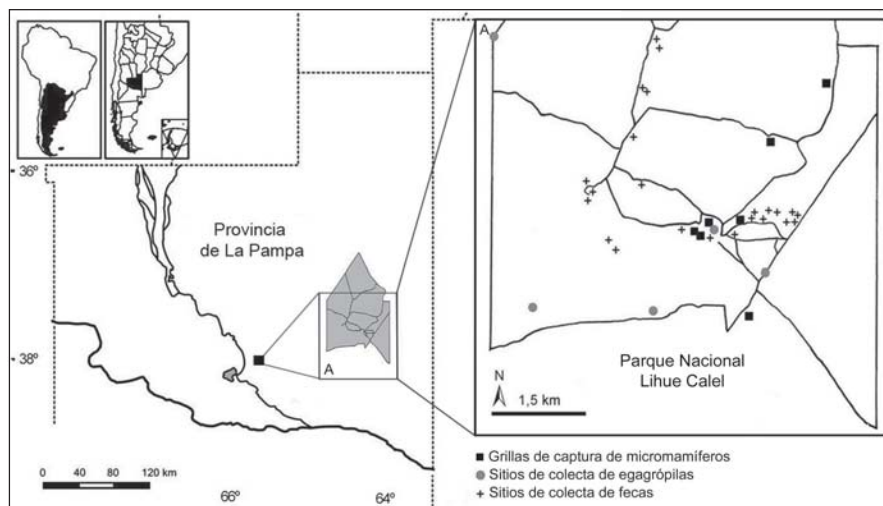 A
36º
Provincia
de La Pampa
38º
A
Parque Nacional
Lihue Calel
N
1,5 km
0 40 80 120 km
66º
64º
Grillas de captura de micromamíferos
Sitios de colecta de egagrópilas
Sitios de colecta de fecas